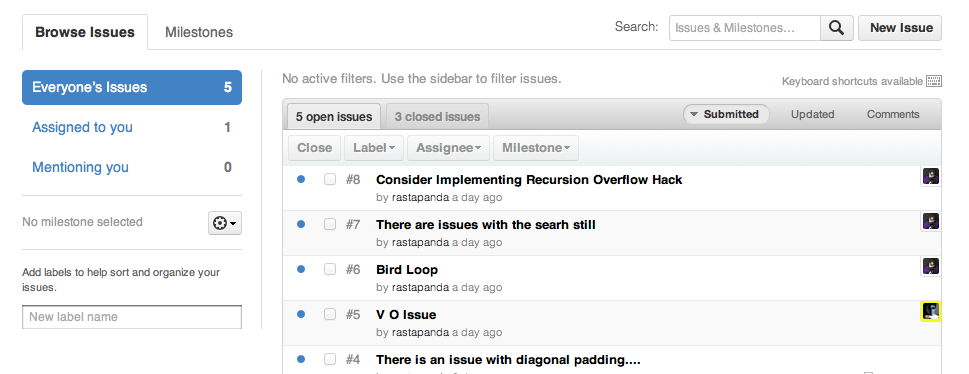 Browse Issues Milestones Search: Issues & Milestones... New Issue
Everyone's Issues 5
Assigned to you 1
Mentioning you 0
No milestone selected
Add labels to help sort and organize your
issues.
New label name
No active filters. Use the sidebar to filter issues. Keyboard shortcuts available
5 open issues 3 closed issues Submitted Updated Comments
Close Label Assignee Milestone
#8 Consider Implementing Recursion Overflow Hack
by rastapanda a day ago
#7 There are issues with the searh still
by rastapanda a day ago
#6 Bird Loop
by rastapanda a day ago
#5 V O Issue
by rastapanda a day ago
#4 There is an issue with diagonal padding....